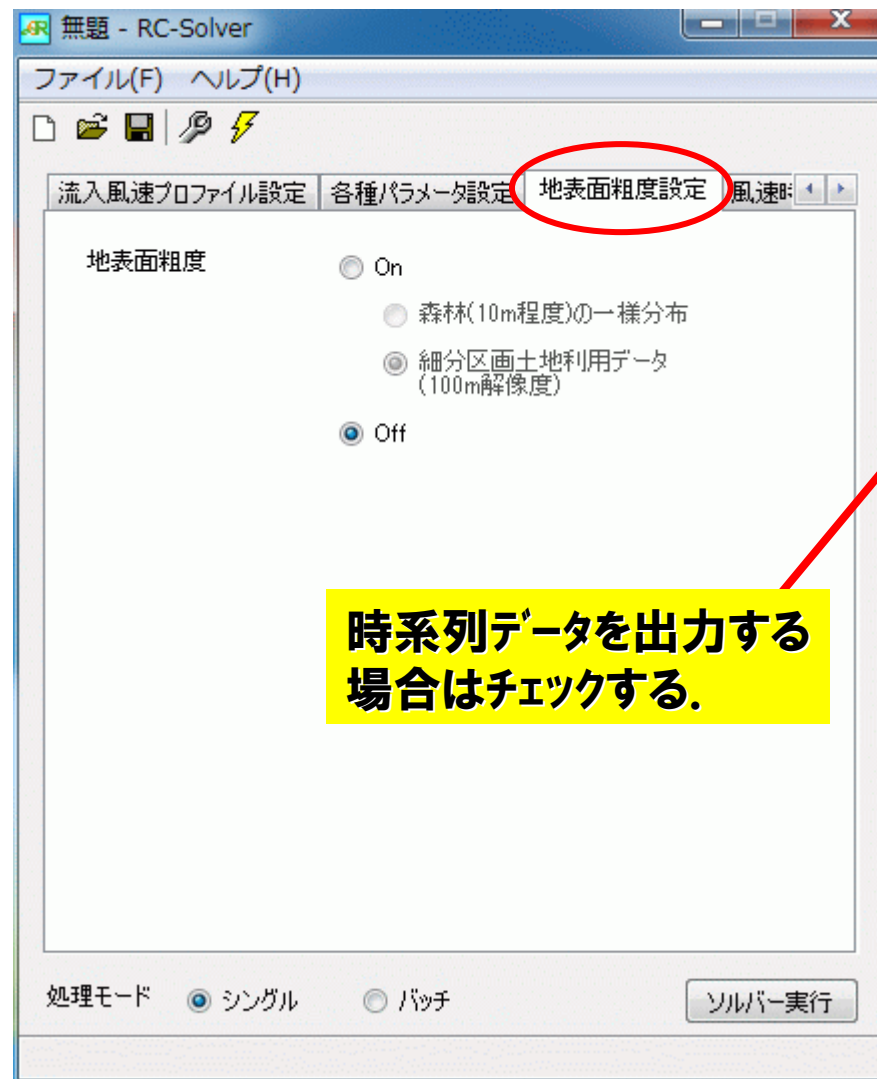 無題 - RC-Solver
ファイル(F) ヘルプ(H)
流入風速プロファイル設定 各種パラメータ設定 地表面粗度設定 風速時
地表面粗度
On
森林(10m程度)の一様分布
細分区画土地利用データ
(100m解像度)
Off
時系列データを出力する
場合はチェックする.
処理モード シングル バッチ ソルバー実行